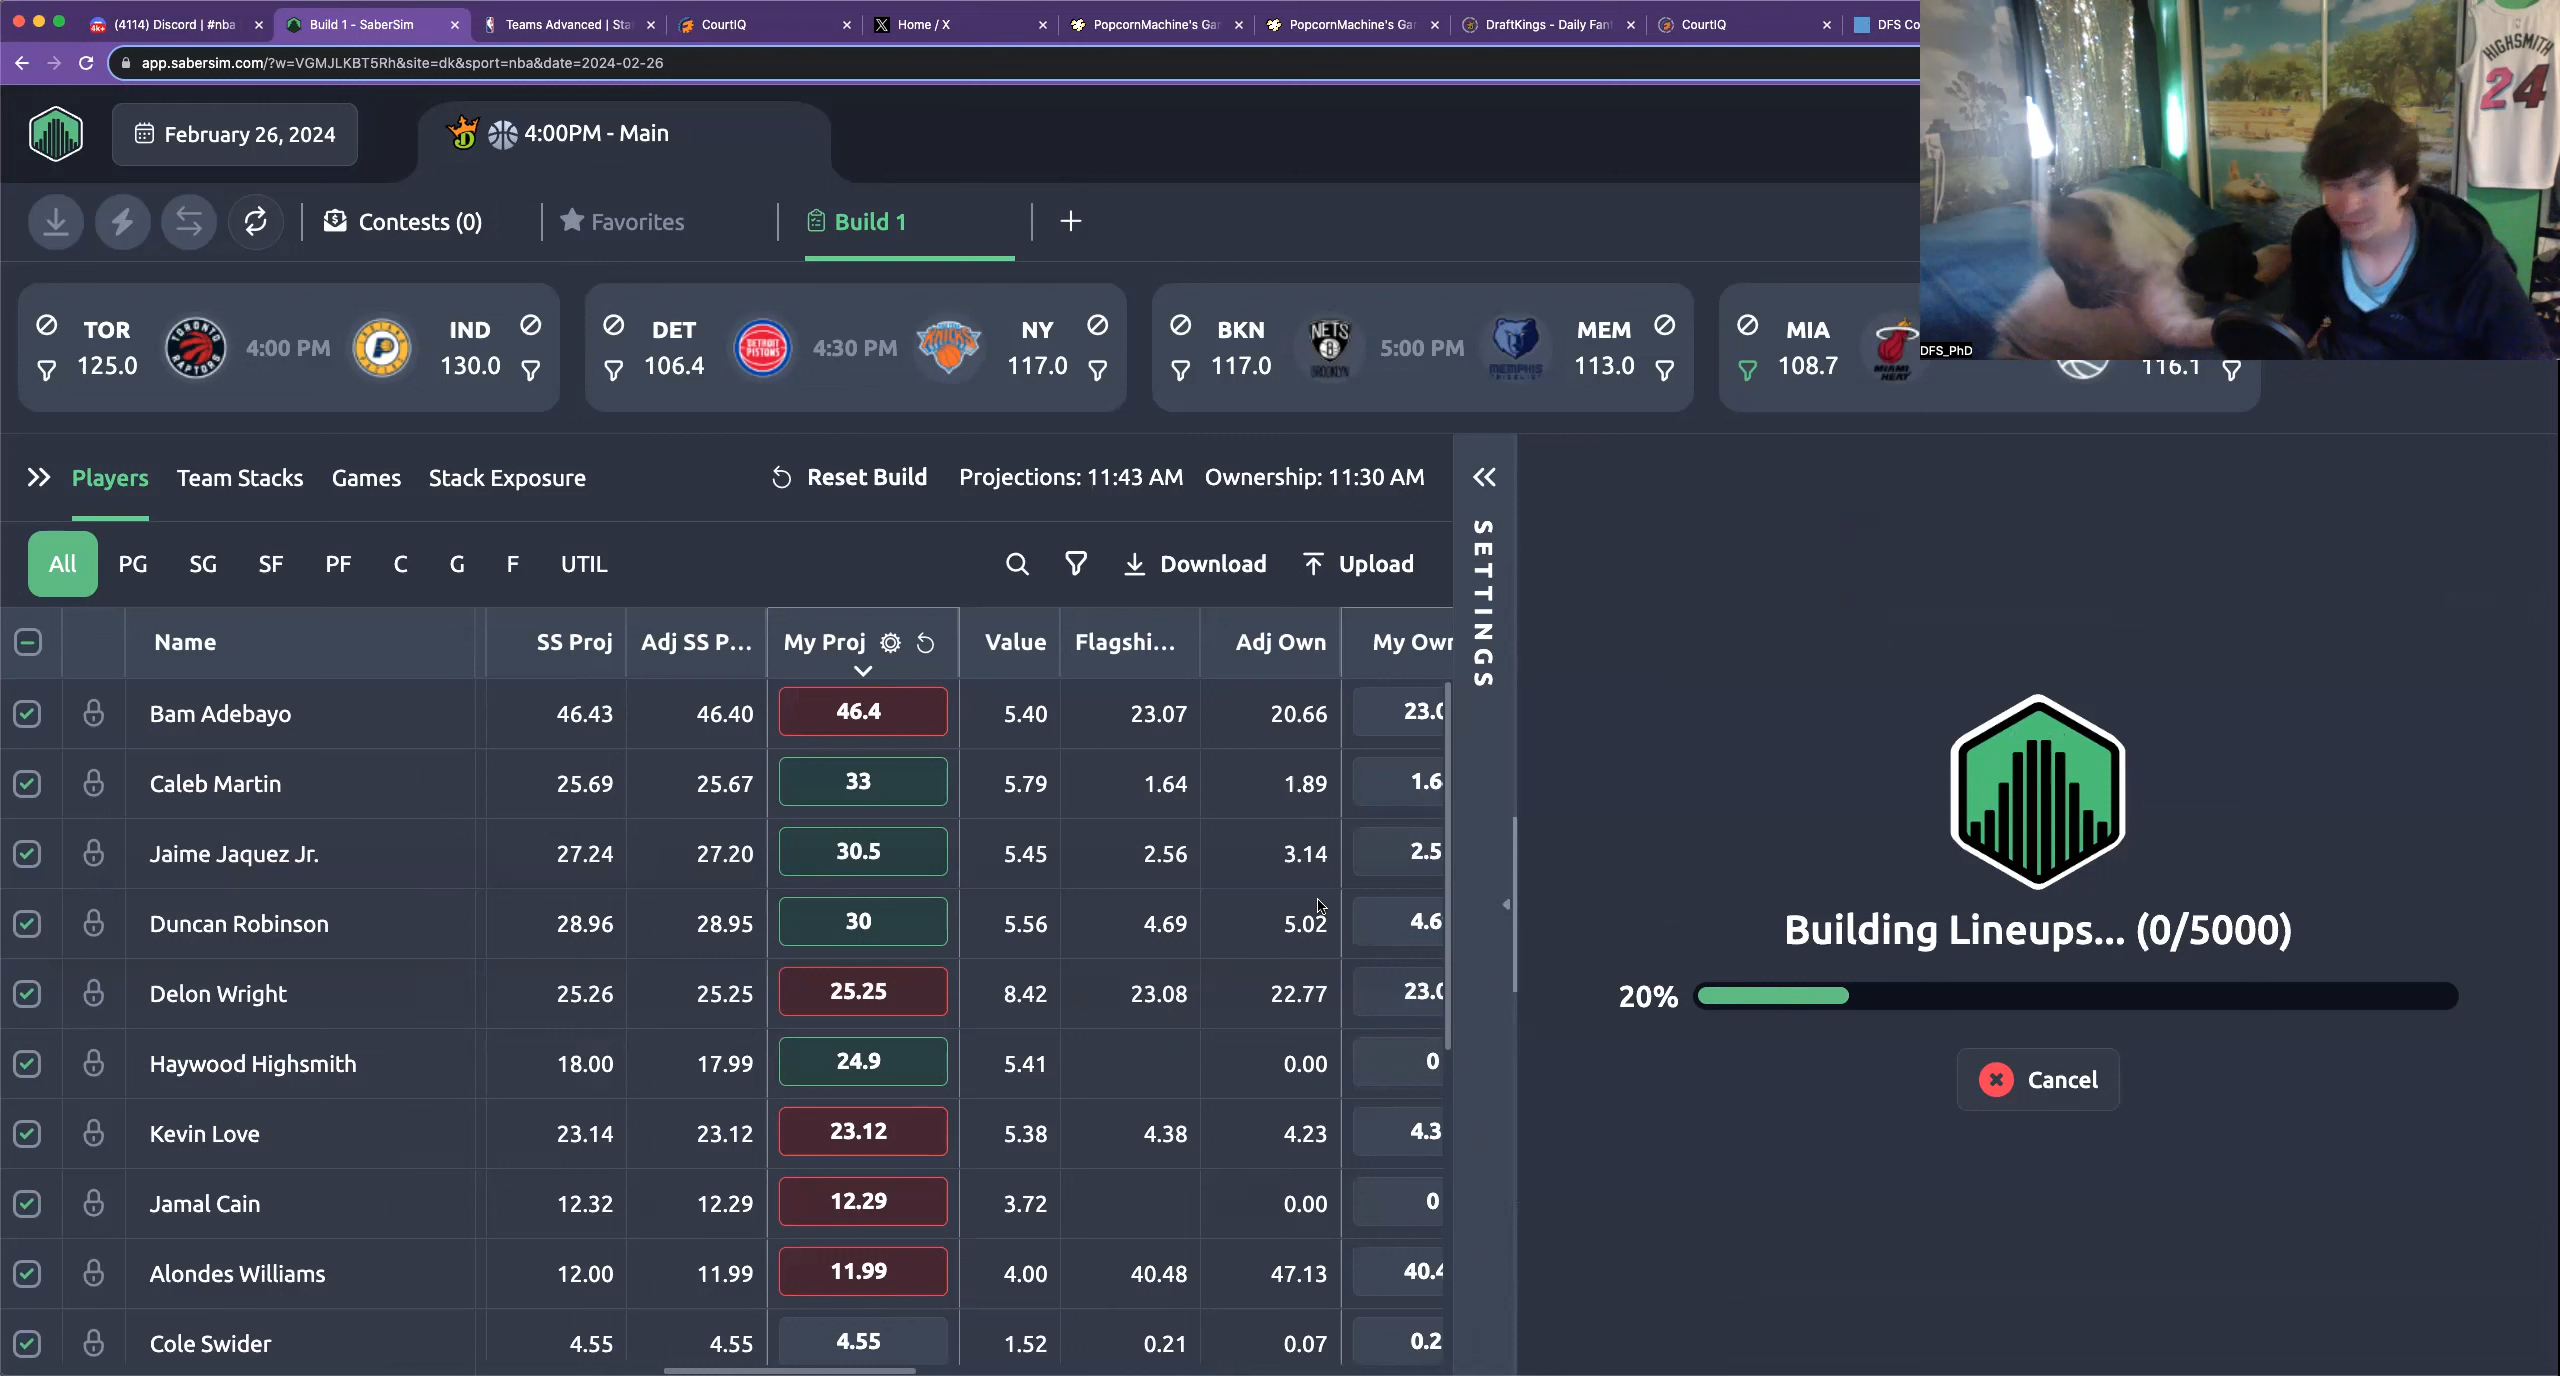 (4114) Discord | #nba
Build 1 - SaberSim
Teams Advanced | Sta
CourtIQ
Home / X
PopcornMachine's Ga
PopcornMachine's Ga
DraftKings - Daily Fan
CourtIQ
DFS Co
app.sabersim.com/?w=VGMJLKBT5Rh&site=dk&sport=nba&date=2024-02-26
HIGHSMITH
24
DFS_PhD
February 26, 2024
4:00PM - Main
Contests (0)
Favorites
Build 1
TOR 4:00 PM IND
125.0 130.0
DET 4:30 PM NY
106.4 117.0
BKN 5:00 PM MEM
117.0 113.0
MIA
108.7 116.1
Players Team Stacks Games Stack Exposure Reset Build Projections: 11:43 AM Ownership: 11:30 AM
All PG SG SF PF C G F UTIL Download Upload
SETTINGS
Name SS Proj Adj SS P... My Proj Value Flagshi... Adj Own My Own
Bam Adebayo 46.43 46.40 46.4 5.40 23.07 20.66 23.0
Caleb Martin 25.69 25.67 33 5.79 1.64 1.89 1.6
Jaime Jaquez Jr. 27.24 27.20 30.5 5.45 2.56 3.14 2.5
Duncan Robinson 28.96 28.95 30 5.56 4.69 5.02 4.6
Delon Wright 25.26 25.25 25.25 8.42 23.08 22.77 23.0
Haywood Highsmith 18.00 17.99 24.9 5.41 0.00 0
Kevin Love 23.14 23.12 23.12 5.38 4.38 4.23 4.3
Jamal Cain 12.32 12.29 12.29 3.72 0.00 0
Alondes Williams 12.00 11.99 11.99 4.00 40.48 47.13 40.4
Cole Swider 4.55 4.55 4.55 1.52 0.21 0.07 0.2
Building Lineups... (0/5000)
20%
Cancel